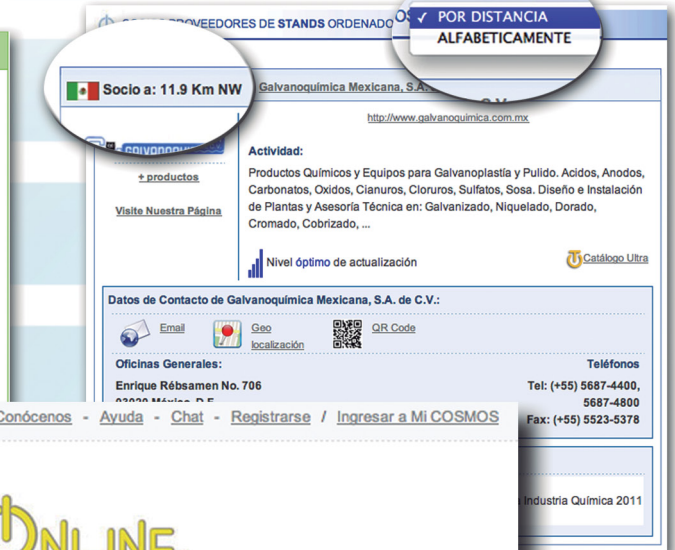 PROVEEDORES DE STANDS ORDENADO
✓ POR DISTANCIA
ALFABETICAMENTE
Socio a: 11.9 Km NW
Galvanoquímica Mexicana, S.A.
http://www.galvanoquimica.com.mx
+ productos
Visite Nuestra Página
Actividad:
Productos Químicos y Equipos para Galvanoplastía y Pulido. Acidos, Anodos,
Carbonatos, Oxidos, Cianuros, Cloruros, Sulfatos, Sosa. Diseño e Instalación
de Plantas y Asesoría Técnica en: Galvanizado, Niquelado, Dorado,
Cromado, Cobrizado, ...
Nivel óptimo de actualización
Catálogo Ultra
Datos de Contacto de Galvanoquímica Mexicana, S.A. de C.V.:
Email
Geo
localización
QR Code
Oficinas Generales:
Teléfonos
Enrique Rébsamen No. 706
Tel: (+55) 5687-4400,
03020 México, D.F.
5687-4800
Fax: (+55) 5523-5378
Conócenos - Ayuda - Chat - Registrarse / Ingresar a Mi COSMOS
Industria Química 2011
ONLINE